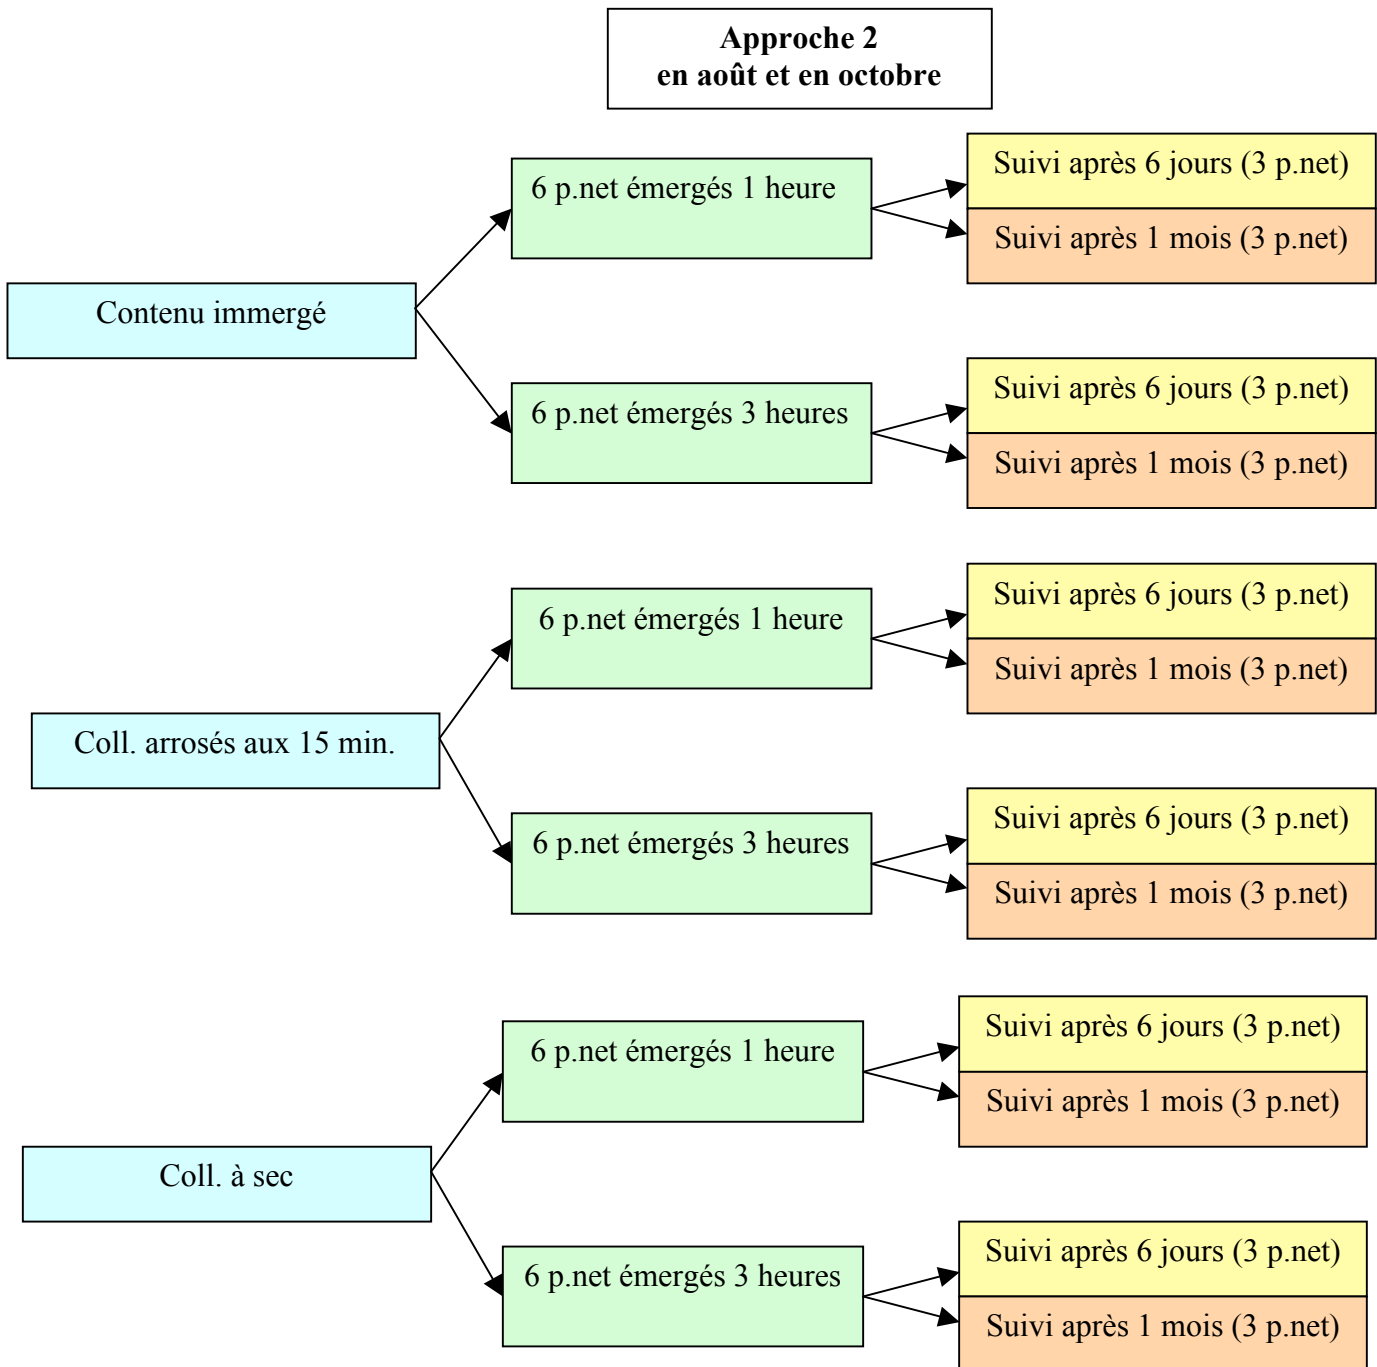 Approche 2
en août et en octobre
Contenu immergé
6 p.net émergés 1 heure
Suivi après 6 jours (3 p.net)
Suivi après 1 mois (3 p.net)
6 p.net émergés 3 heures
Suivi après 6 jours (3 p.net)
Suivi après 1 mois (3 p.net)
Coll. arrosés aux 15 min.
6 p.net émergés 1 heure
Suivi après 6 jours (3 p.net)
Suivi après 1 mois (3 p.net)
6 p.net émergés 3 heures
Suivi après 6 jours (3 p.net)
Suivi après 1 mois (3 p.net)
Coll. à sec
6 p.net émergés 1 heure
Suivi après 6 jours (3 p.net)
Suivi après 1 mois (3 p.net)
6 p.net émergés 3 heures
Suivi après 6 jours (3 p.net)
Suivi après 1 mois (3 p.net)